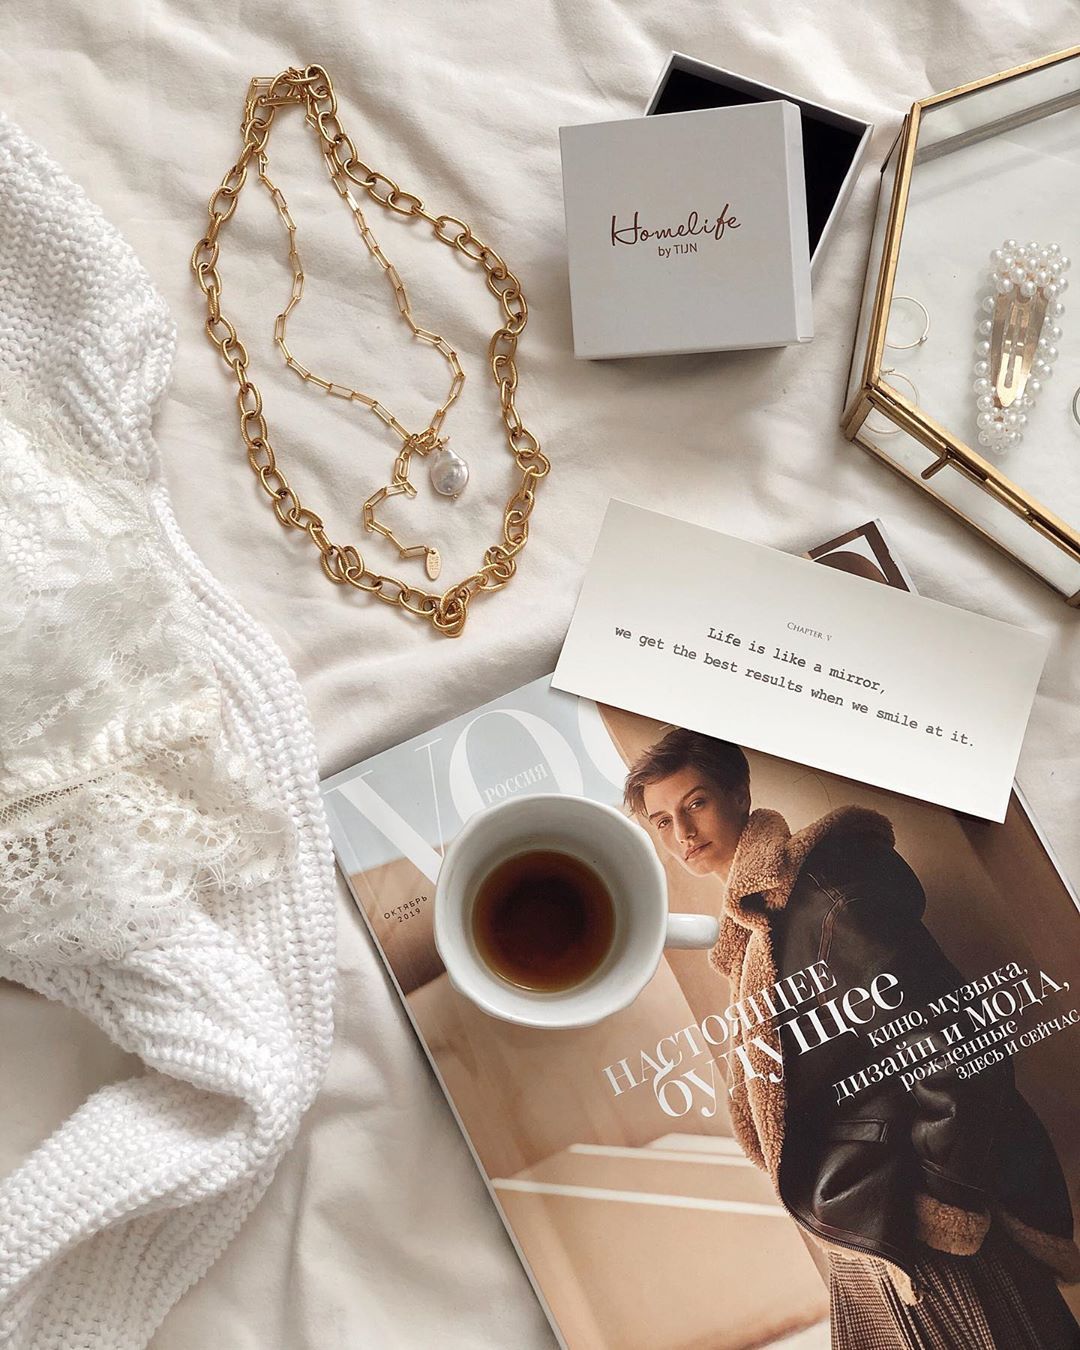 Homelife
by TIJN
CHAPTER V
Life is like a mirror,
we get the best results when we smile at it.
VOG
РОССИЯ
ОКТЯБРЬ
2019
НАСТОЯЩЕЕ
будущее
кино, музыка,
дизайн и МОДА,
рожденные
ЗДЕСЬ И СЕЙЧАС